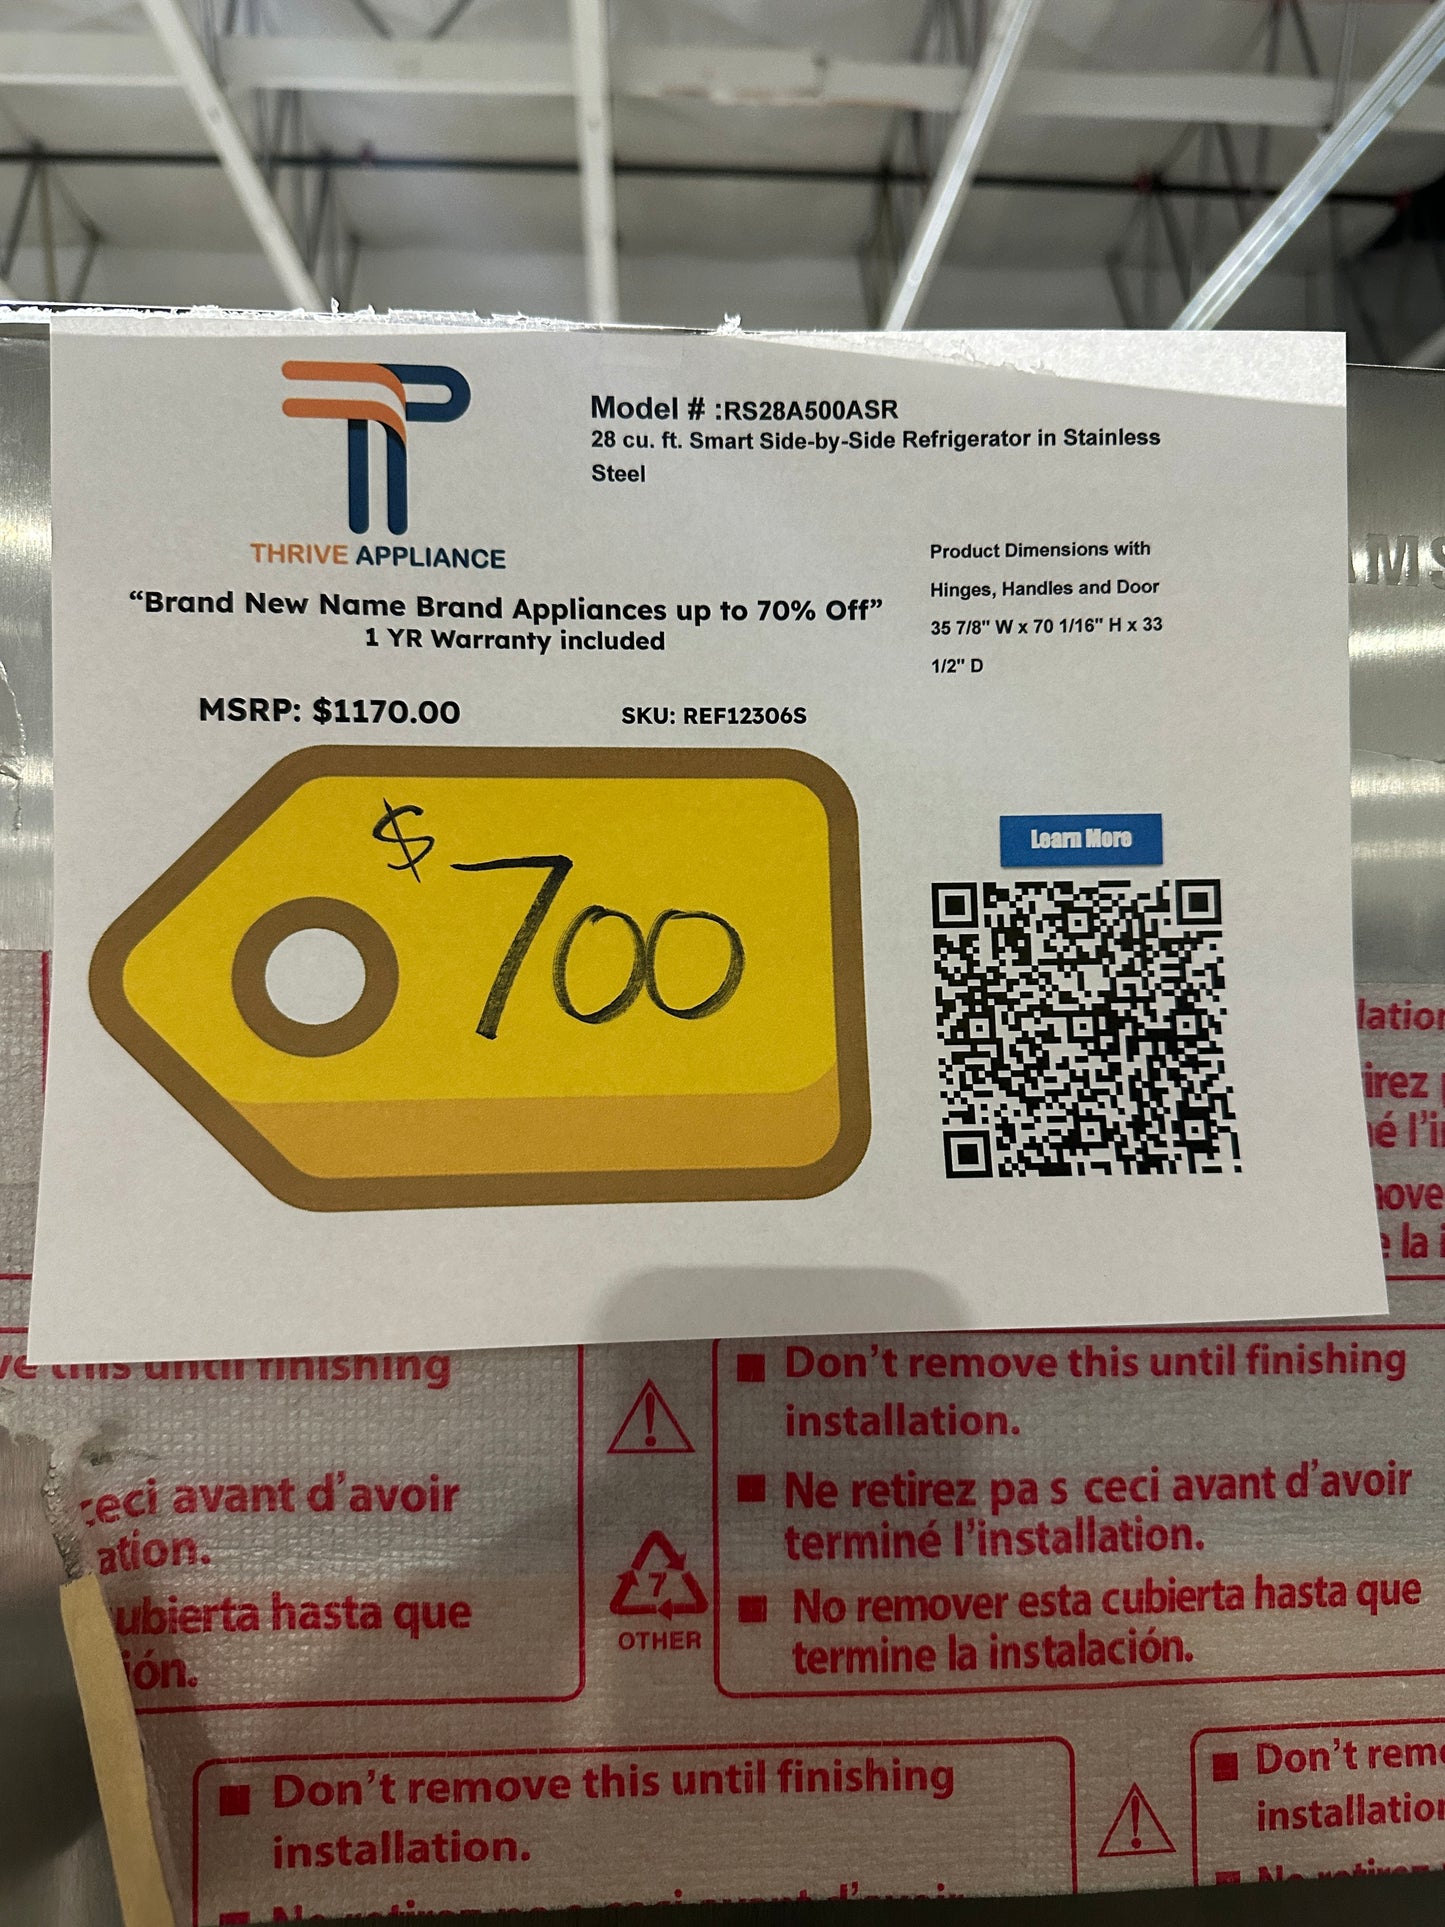 Model # :RS28A500ASR
28 cu. ft. Smart Side-by-Side Refrigerator in Stainless
Steel
THRIVE APPLIANCE
“Brand New Name Brand Appliances up to 70% Off”
1 YR Warranty included
Product Dimensions with
Hinges, Handles and Door
35 7/8" W x 70 1/16" H x 33
1/2" D
MSRP: $1170.00
SKU: REF12306S
$700
Learn More
this until finishing
ceci avant d’avoir
ation.
ubierta hasta que
ión.
7
OTHER
■ Don’t remove this until finishing
installation.
■ Ne retirez pa s ceci avant d’avoir
terminé l’installation.
■ No remover esta cubierta hasta que
termine la instalación.
■ Don’t remove this until finishing
installation.
■ Don’t rem
installatio